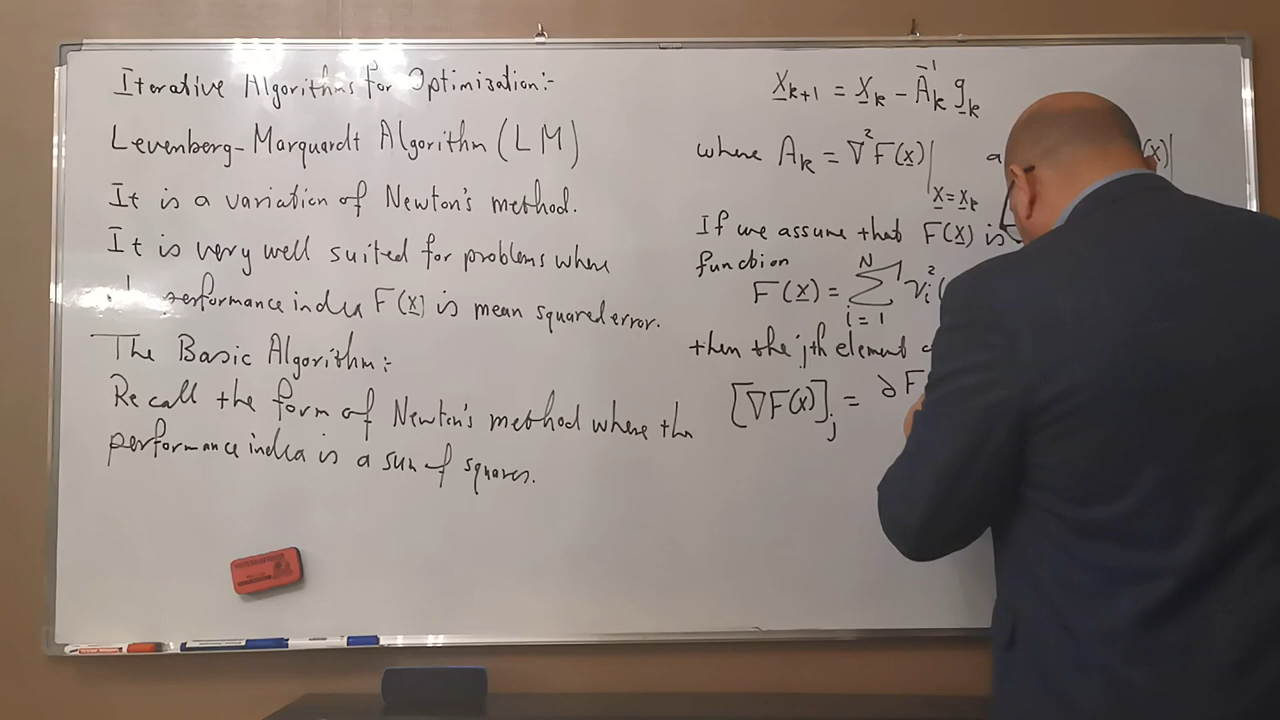 Iterative Algorithms for Optimization:-
Levenberg-Marquardt Algorithm (LM)
It is a variation of Newton's method.
It is very well suited for problems where
performance index F(x) is mean squared error.
The Basic Algorithm:-
Recall the form of Newton's method where the
performance index is a sum of squares.
x_{k+1} = x_k - A_k^{-1} g_k
where A_k = ∇²F(x)|_{x = x_k} a (x)|
If we assume that F(x) is
function
F(x) = Σ_{i=1}^{N} v_i²(
then the jth element
[∇F(x)]_j = ∂F